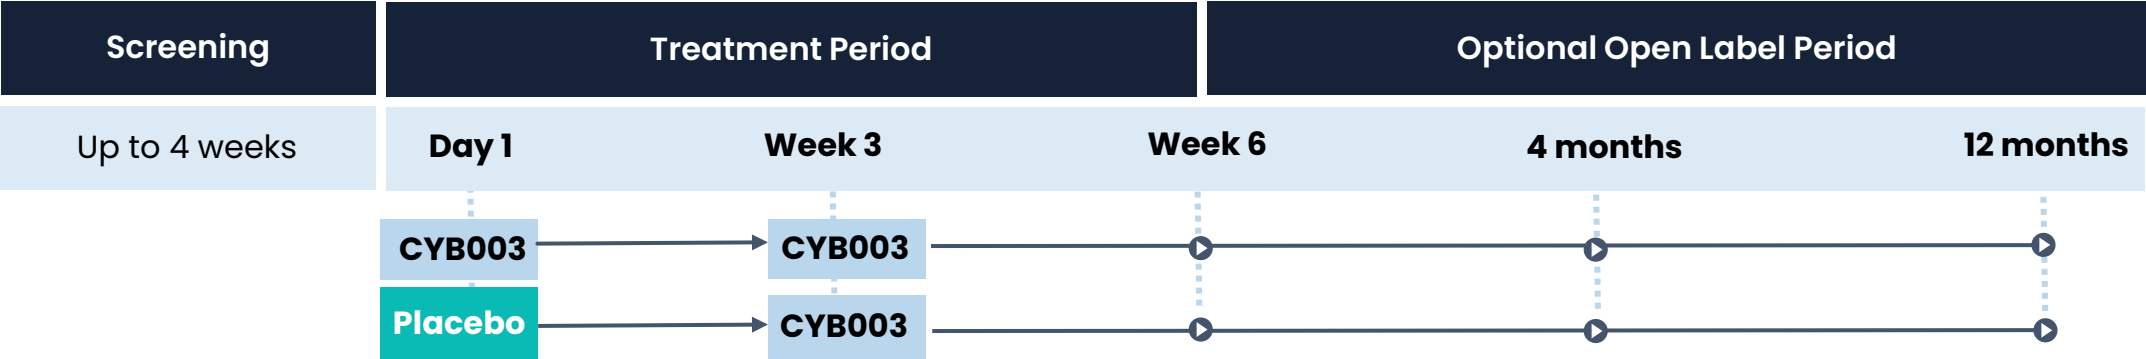 Screening
Treatment Period
Optional Open Label Period
Up to 4 weeks
Day 1
Week 3
Week 6
4 months
12 months
CYB003
CYB003
Placebo
CYB003